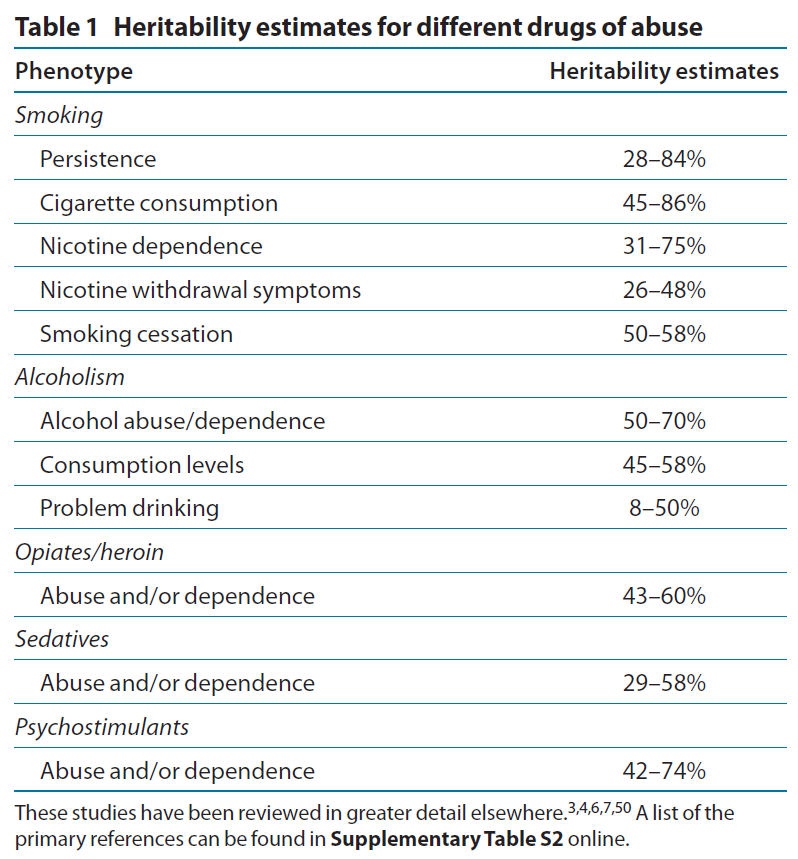 Table 1 Heritability estimates for different drugs of abuse
Phenotype Heritability estimates
Smoking
Persistence 28–84%
Cigarette consumption 45–86%
Nicotine dependence 31–75%
Nicotine withdrawal symptoms 26–48%
Smoking cessation 50–58%
Alcoholism
Alcohol abuse/dependence 50–70%
Consumption levels 45–58%
Problem drinking 8–50%
Opiates/heroin
Abuse and/or dependence 43–60%
Sedatives
Abuse and/or dependence 29–58%
Psychostimulants
Abuse and/or dependence 42–74%
These studies have been reviewed in greater detail elsewhere.3,4,6,7,50 A list of the
primary references can be found in Supplementary Table S2 online.